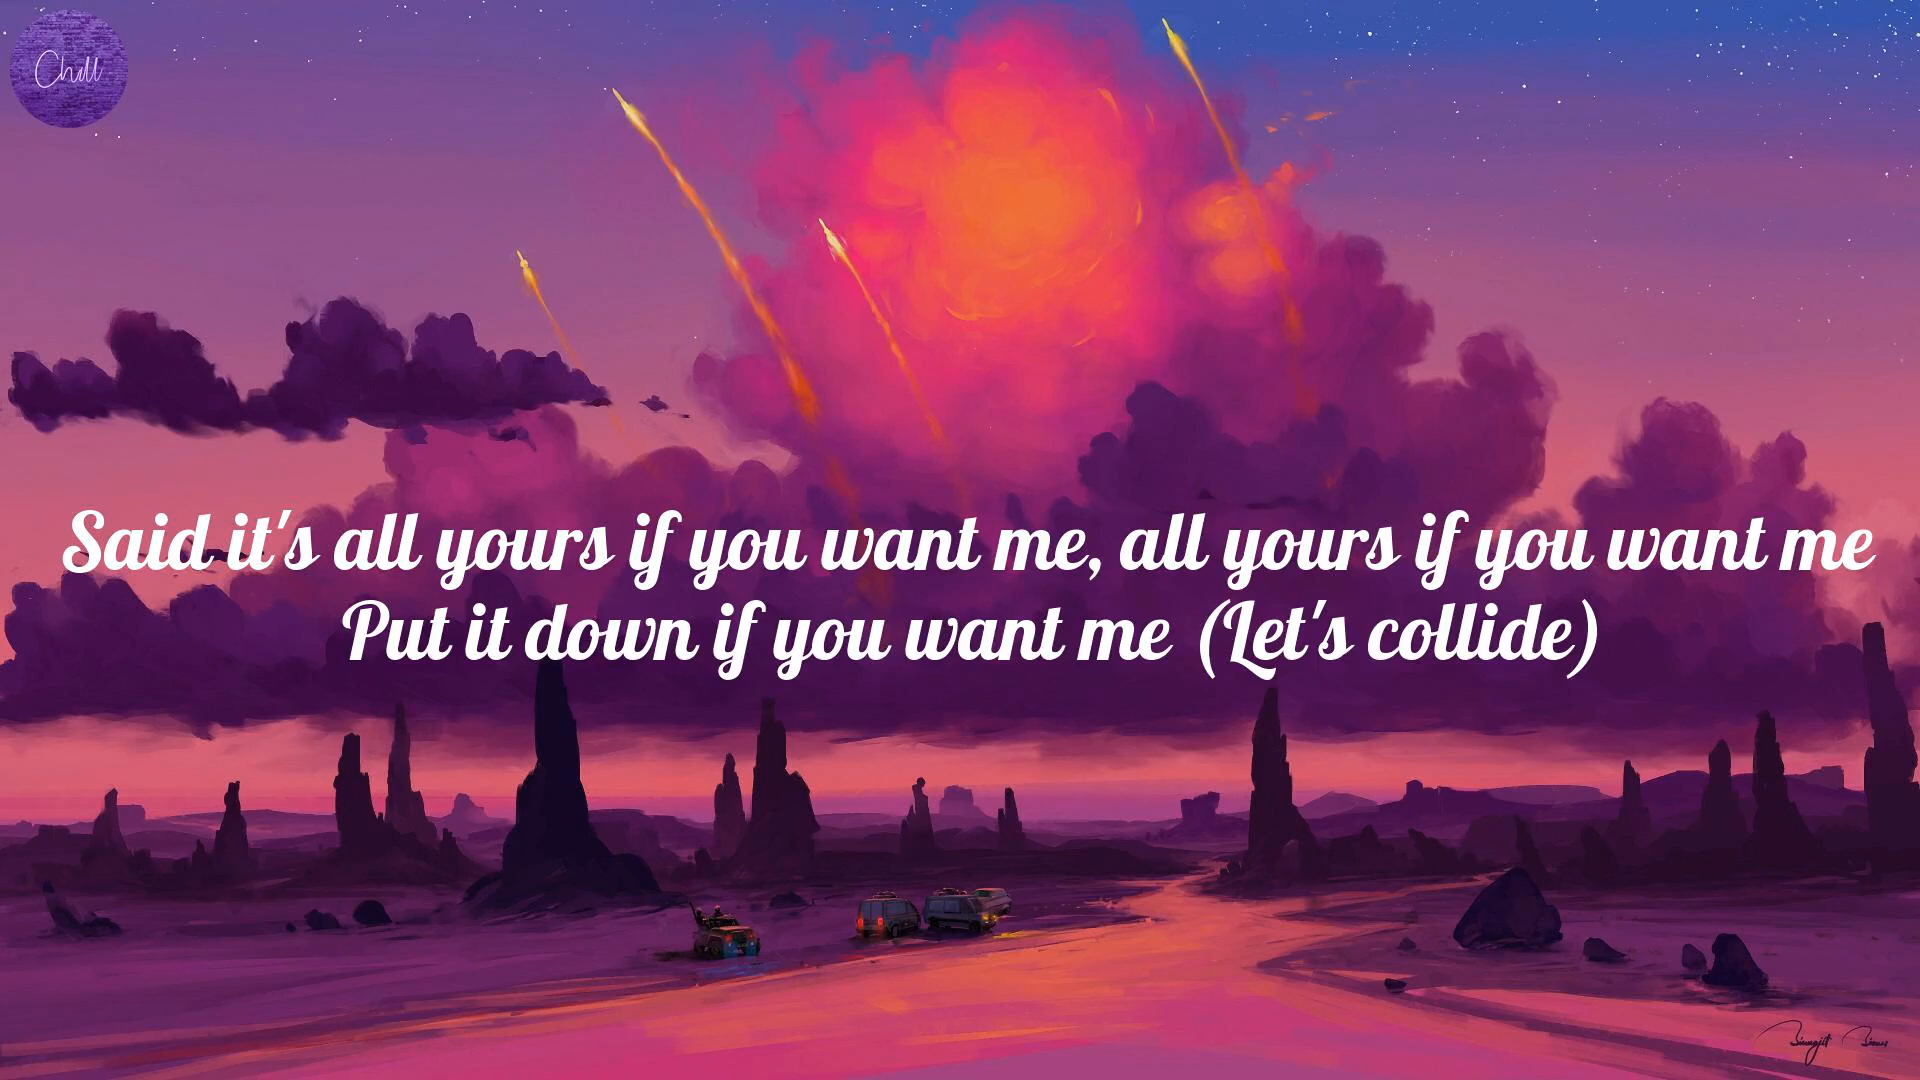 Chill
Said it's all yours if you want me, all yours if you want me
Put it down if you want me (Let's collide)